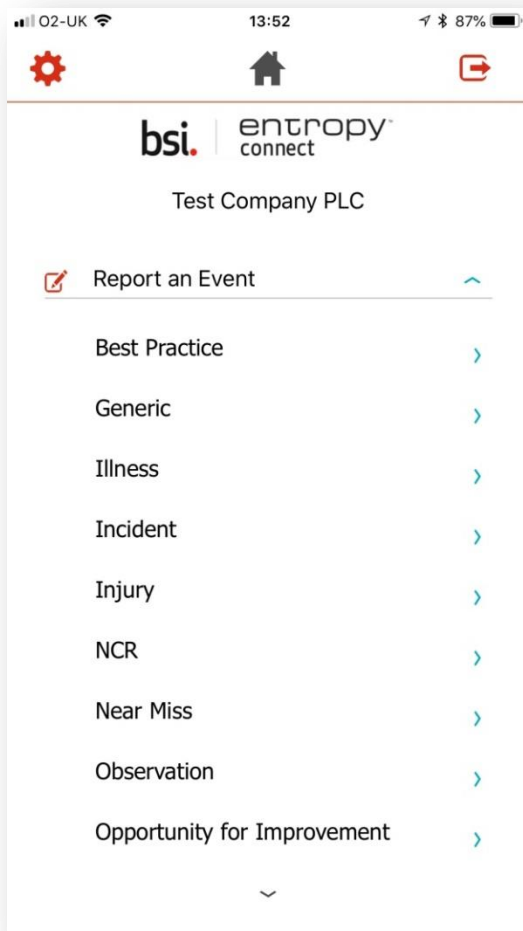 O2-UK 13:52 87%
bsi. entropy™
connect
Test Company PLC
Report an Event
Best Practice
Generic
Illness
Incident
Injury
NCR
Near Miss
Observation
Opportunity for Improvement